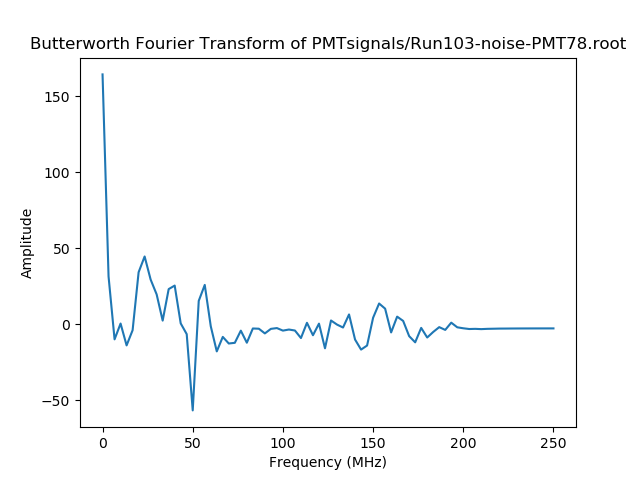 Butterworth Fourier Transform of PMTsignals/Run103-noise-PMT78.root
150
100
50
0
−50
Amplitude
0 50 100 150 200 250
Frequency (MHz)